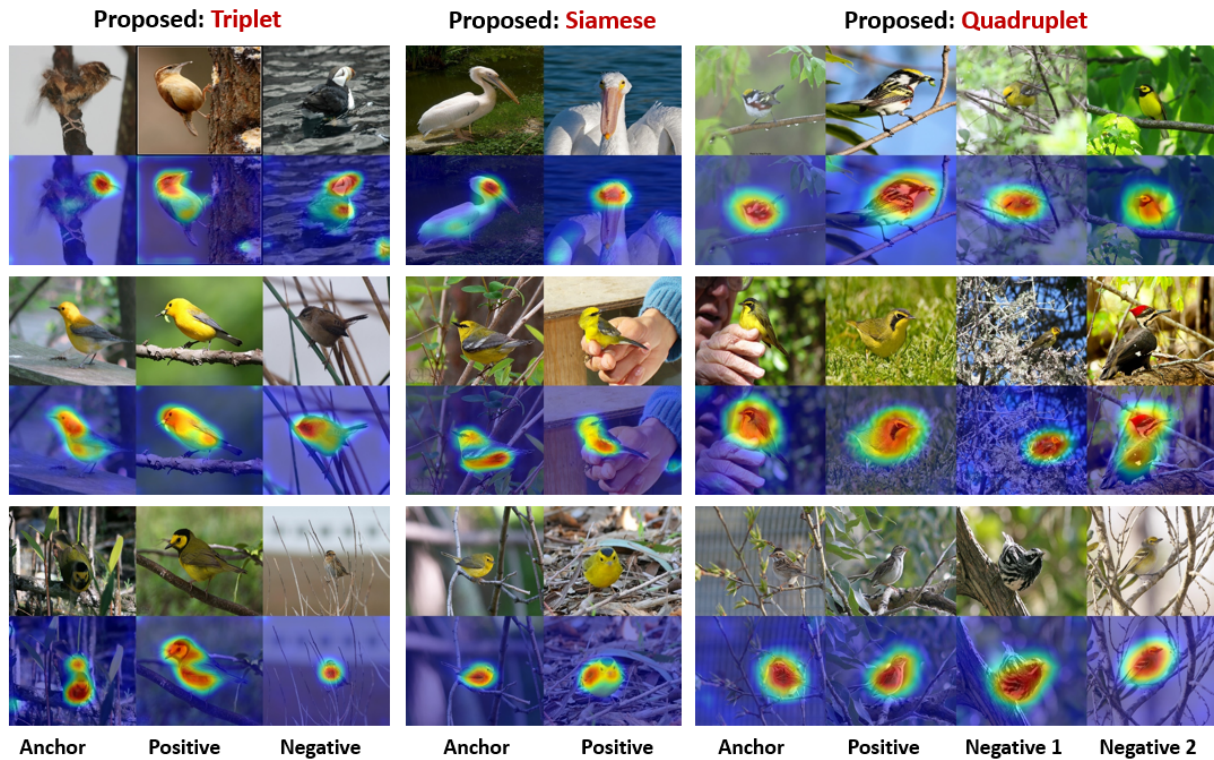 Proposed: Triplet
Proposed: Siamese
Proposed: Quadruplet
Anchor
Positive
Negative
Anchor
Positive
Anchor
Positive
Negative 1
Negative 2